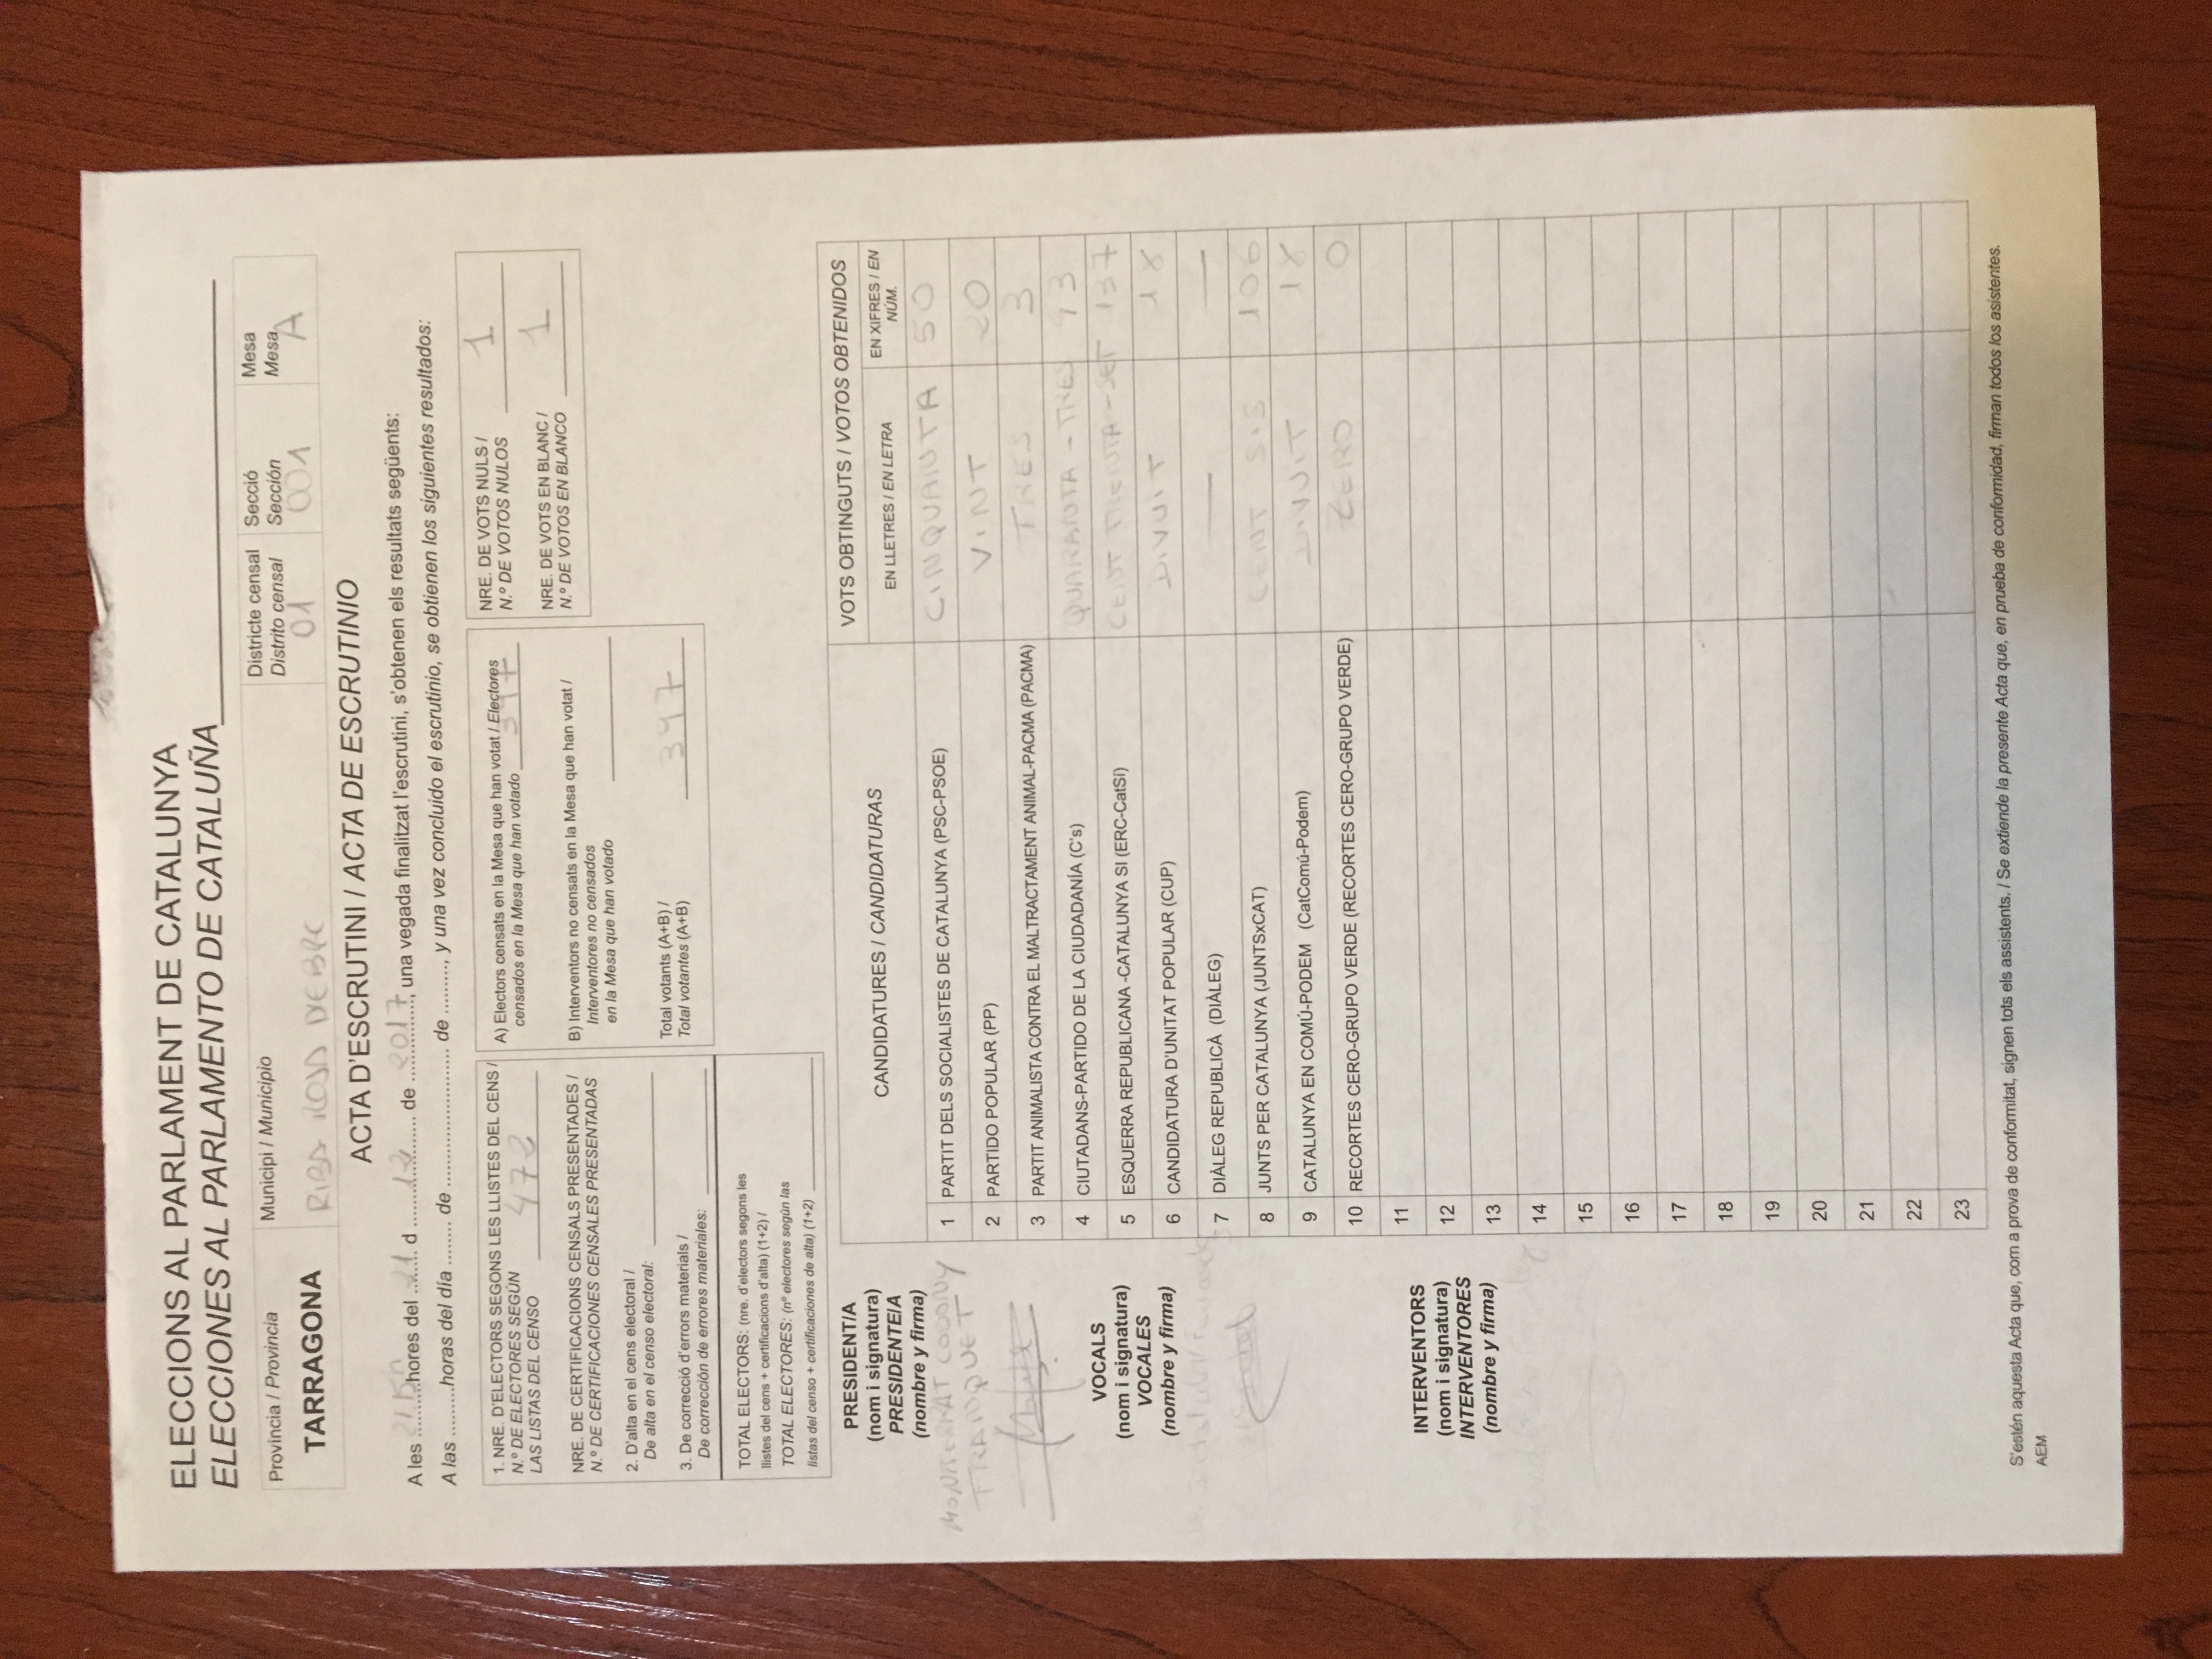 ELECCIONS AL PARLAMENT DE CATALUNYA
ELECCIONES AL PARLAMENTO DE CATALUÑA
Província / Provincia
TARRAGONA
Municipi / Municipio
Districte censal
Distrito censal
01
Secció
Sección
001
Mesa
Mesa
A
ACTA D'ESCRUTINI / ACTA DE ESCRUTINIO
A les ..........hores del 21 d 12 de 2017, una vegada finalitzat l'escrutini, s'obtenen els resultats següents:
A las ..........horas del día ........ de .......................... de .........., y una vez concluido el escrutinio, se obtienen los siguientes resultados:
1. NRE. D'ELECTORS SEGONS LES LLISTES DEL CENS /
N.º DE ELECTORES SEGÚN
LAS LISTAS DEL CENSO 472
NRE. DE CERTIFICACIONS CENSALS PRESENTADES /
N.º DE CERTIFICACIONES CENSALES PRESENTADAS
2. D'alta en el cens electoral /
De alta en el censo electoral:
3. De correcció d'errors materials /
De corrección de errores materiales:
TOTAL ELECTORS: (nre. d'electors segons les
llistes del cens + certificacions d'alta) (1+2) /
TOTAL ELECTORES: (nº electores según las
listas del censo + certificaciones de alta) (1+2)
A) Electors censats en la Mesa que han votat / Electores
censados en la Mesa que han votado 397
B) Interventors no censats en la Mesa que han votat /
Interventores no censados
en la Mesa que han votado
Total votants (A+B) /
Total votantes (A+B) 397
NRE. DE VOTS NULS /
N.º DE VOTOS NULOS 1
NRE. DE VOTS EN BLANC /
N.º DE VOTOS EN BLANCO 1
PRESIDENT/A
(nom i signatura)
PRESIDENTE/A
(nombre y firma)
MONTSERRAT CODONY
TRANQUET
VOCALS
(nom i signatura)
VOCALES
(nombre y firma)
INTERVENTORS
(nom i signatura)
INTERVENTORES
(nombre y firma)
CANDIDATURES / CANDIDATURAS
VOTS OBTINGUTS / VOTOS OBTENIDOS
EN LLETRES / EN LETRA
EN XIFRES / EN
NÚM.
1 PARTIT DELS SOCIALISTES DE CATALUNYA (PSC-PSOE) CINQUANTA 50
2 PARTIDO POPULAR (PP) VINT 20
3 PARTIT ANIMALISTA CONTRA EL MALTRACTAMENT ANIMAL-PACMA (PACMA) TRES 3
4 CIUTADANS-PARTIDO DE LA CIUDADANÍA (C's) QUARANTA - TRES 43
5 ESQUERRA REPUBLICANA -CATALUNYA SÍ (ERC-CatSí) CENT TRENTA-SET 137
6 CANDIDATURA D'UNITAT POPULAR (CUP) DIVUIT 18
7 DIÀLEG REPUBLICÀ (DIÀLEG) — —
8 JUNTS PER CATALUNYA (JUNTSxCAT) CENT SIS 106
9 CATALUNYA EN COMÚ-PODEM (CatComú-Podem) DIVUIT 18
10 RECORTES CERO-GRUPO VERDE (RECORTES CERO-GRUPO VERDE) ZERO 0
11
12
13
14
15
16
17
18
19
20
21
22
23
S'estén aquesta Acta que, com a prova de conformitat, signen tots els assistents. / Se extiende la presente Acta que, en prueba de conformidad, firman todos los asistentes.
AEM